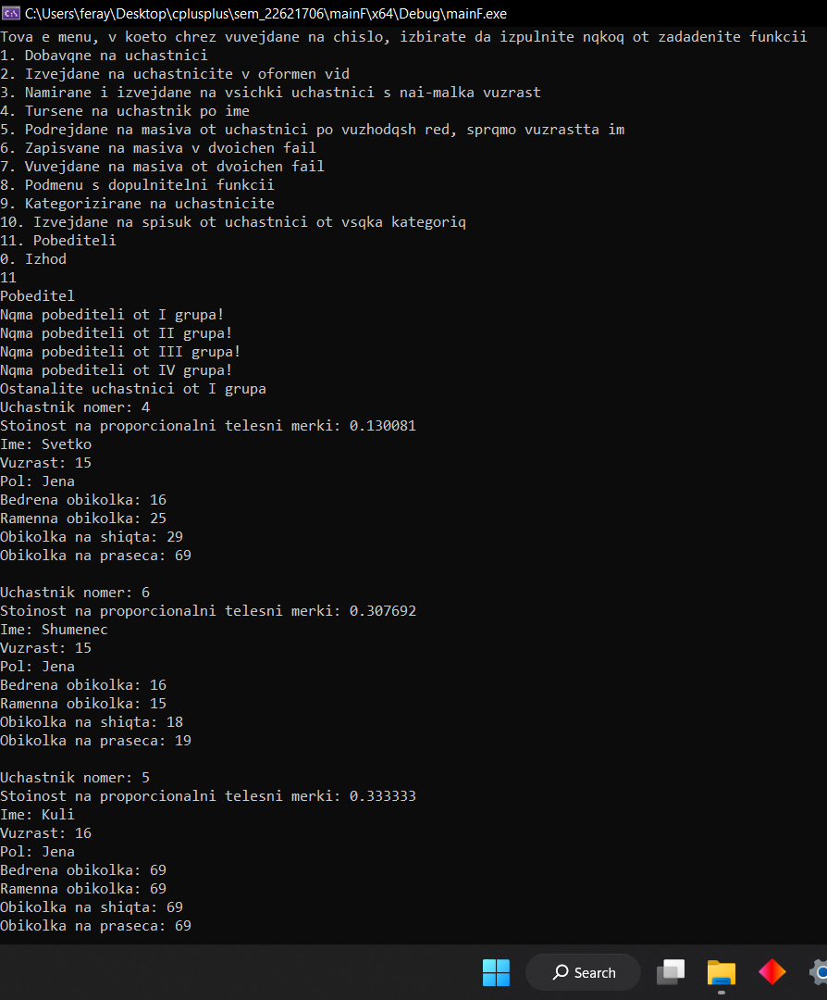 C:\Users\feray\Desktop\cplusplus\sem_22621706\mainF\x64\Debug\mainF.exe
Tova e menu, v koeto chrez vuvejdane na chislo, izbirate da izpulnite nqkoq ot zadadenite funkcii
1. Dobavqne na uchastnici
2. Izvejdane na uchastnicite v oformen vid
3. Namirane i izvejdane na vsichki uchastnici s nai-malka vuzrast
4. Tursene na uchastnik po ime
5. Podrejdane na masiva ot uchastnici po vuzhodqsh red, sprqmo vuzrastta im
6. Zapisvane na masiva v dvoichen fail
7. Vuvejdane na masiva ot dvoichen fail
8. Podmenu s dopulnitelni funkcii
9. Kategorizirane na uchastnicite
10. Izvejdane na spisuk ot uchastnici ot vsqka kategoriq
11. Pobediteli
0. Izhod
11
Pobeditel
Nqma pobediteli ot I grupa!
Nqma pobediteli ot II grupa!
Nqma pobediteli ot III grupa!
Nqma pobediteli ot IV grupa!
Ostanalite uchastnici ot I grupa
Uchastnik nomer: 4
Stoinost na proporcionalni telesni merki: 0.130081
Ime: Svetko
Vuzrast: 15
Pol: Jena
Bedrena obikolka: 16
Ramenna obikolka: 25
Obikolka na shiqta: 29
Obikolka na praseca: 69

Uchastnik nomer: 6
Stoinost na proporcionalni telesni merki: 0.307692
Ime: Shumenec
Vuzrast: 15
Pol: Jena
Bedrena obikolka: 16
Ramenna obikolka: 15
Obikolka na shiqta: 18
Obikolka na praseca: 19

Uchastnik nomer: 5
Stoinost na proporcionalni telesni merki: 0.333333
Ime: Kuli
Vuzrast: 16
Pol: Jena
Bedrena obikolka: 69
Ramenna obikolka: 69
Obikolka na shiqta: 69
Obikolka na praseca: 69
Search